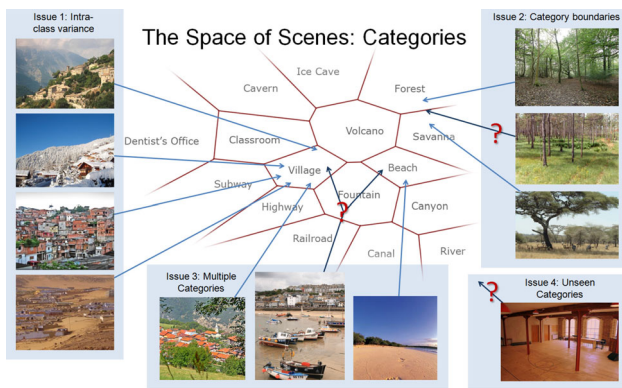 Issue 1: Intra-
class variance
The Space of Scenes: Categories
Issue 2: Category boundaries
Ice Cave
Cavern
Forest
Dentist's Office
Classroom
Volcano
Savanna
?
Village
Beach
Subway
Fountain
Highway
?
Canyon
Railroad
Canal
River
Issue 3: Multiple
Categories
Issue 4: Unseen
Categories
?